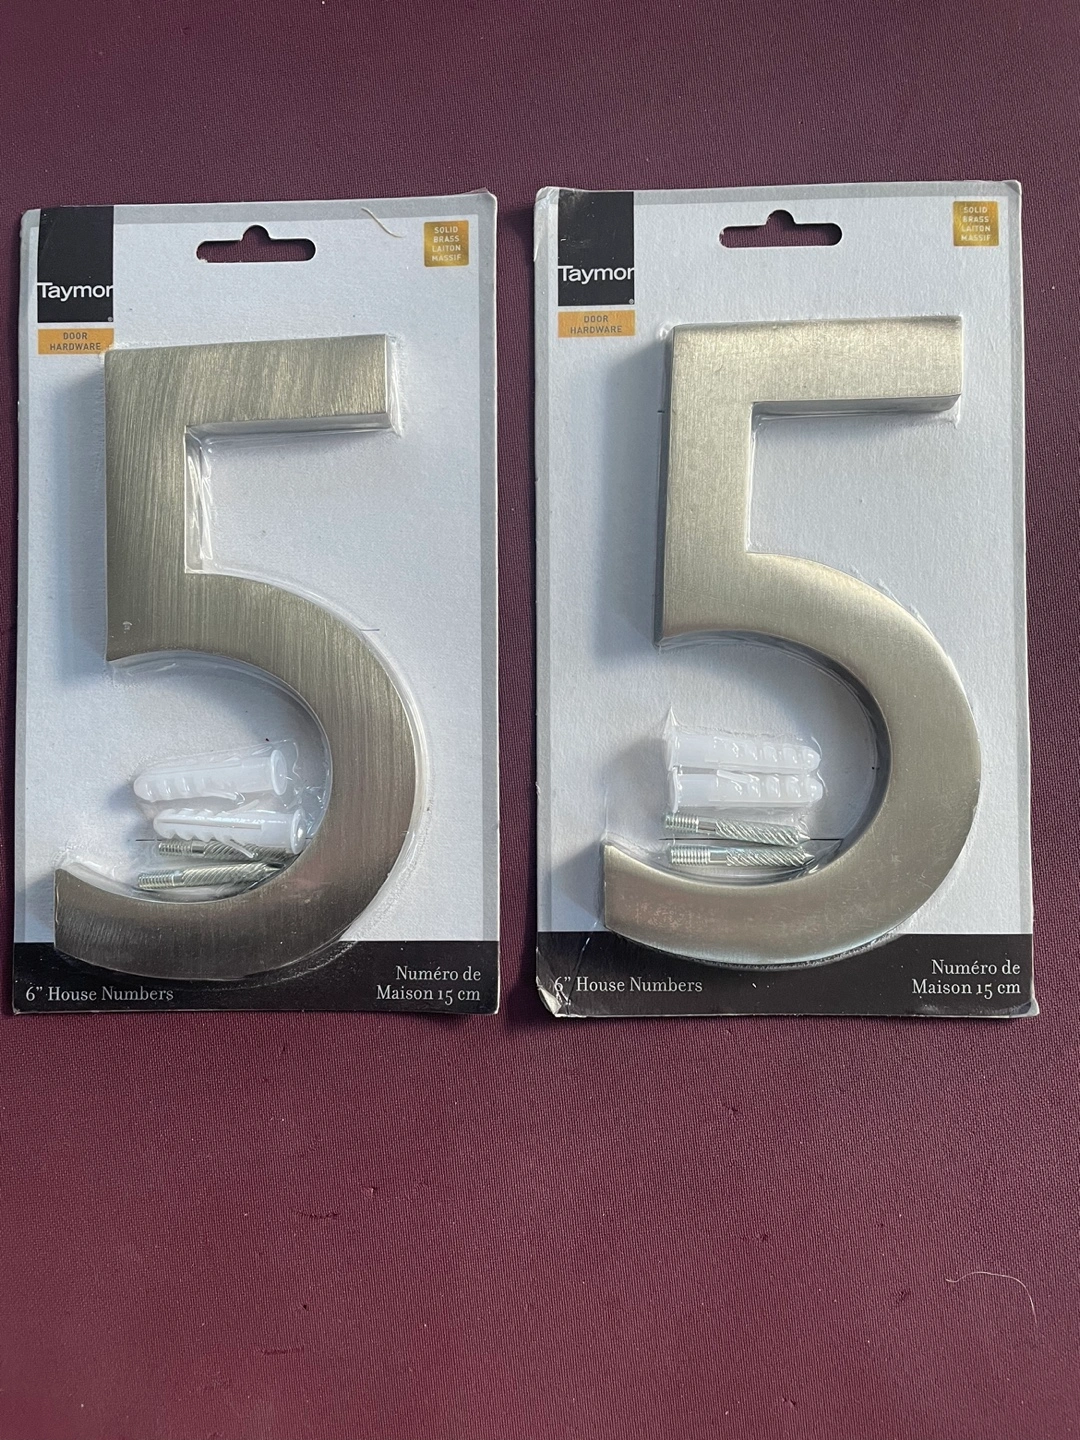 Taymor
DOOR
HARDWARE
SOLID
BRASS
LAITON
MASSIF
5
6" House Numbers
Numéro de
Maison 15 cm
Taymor
DOOR
HARDWARE
SOLID
BRASS
LAITON
MASSIF
5
6" House Numbers
Numéro de
Maison 15 cm